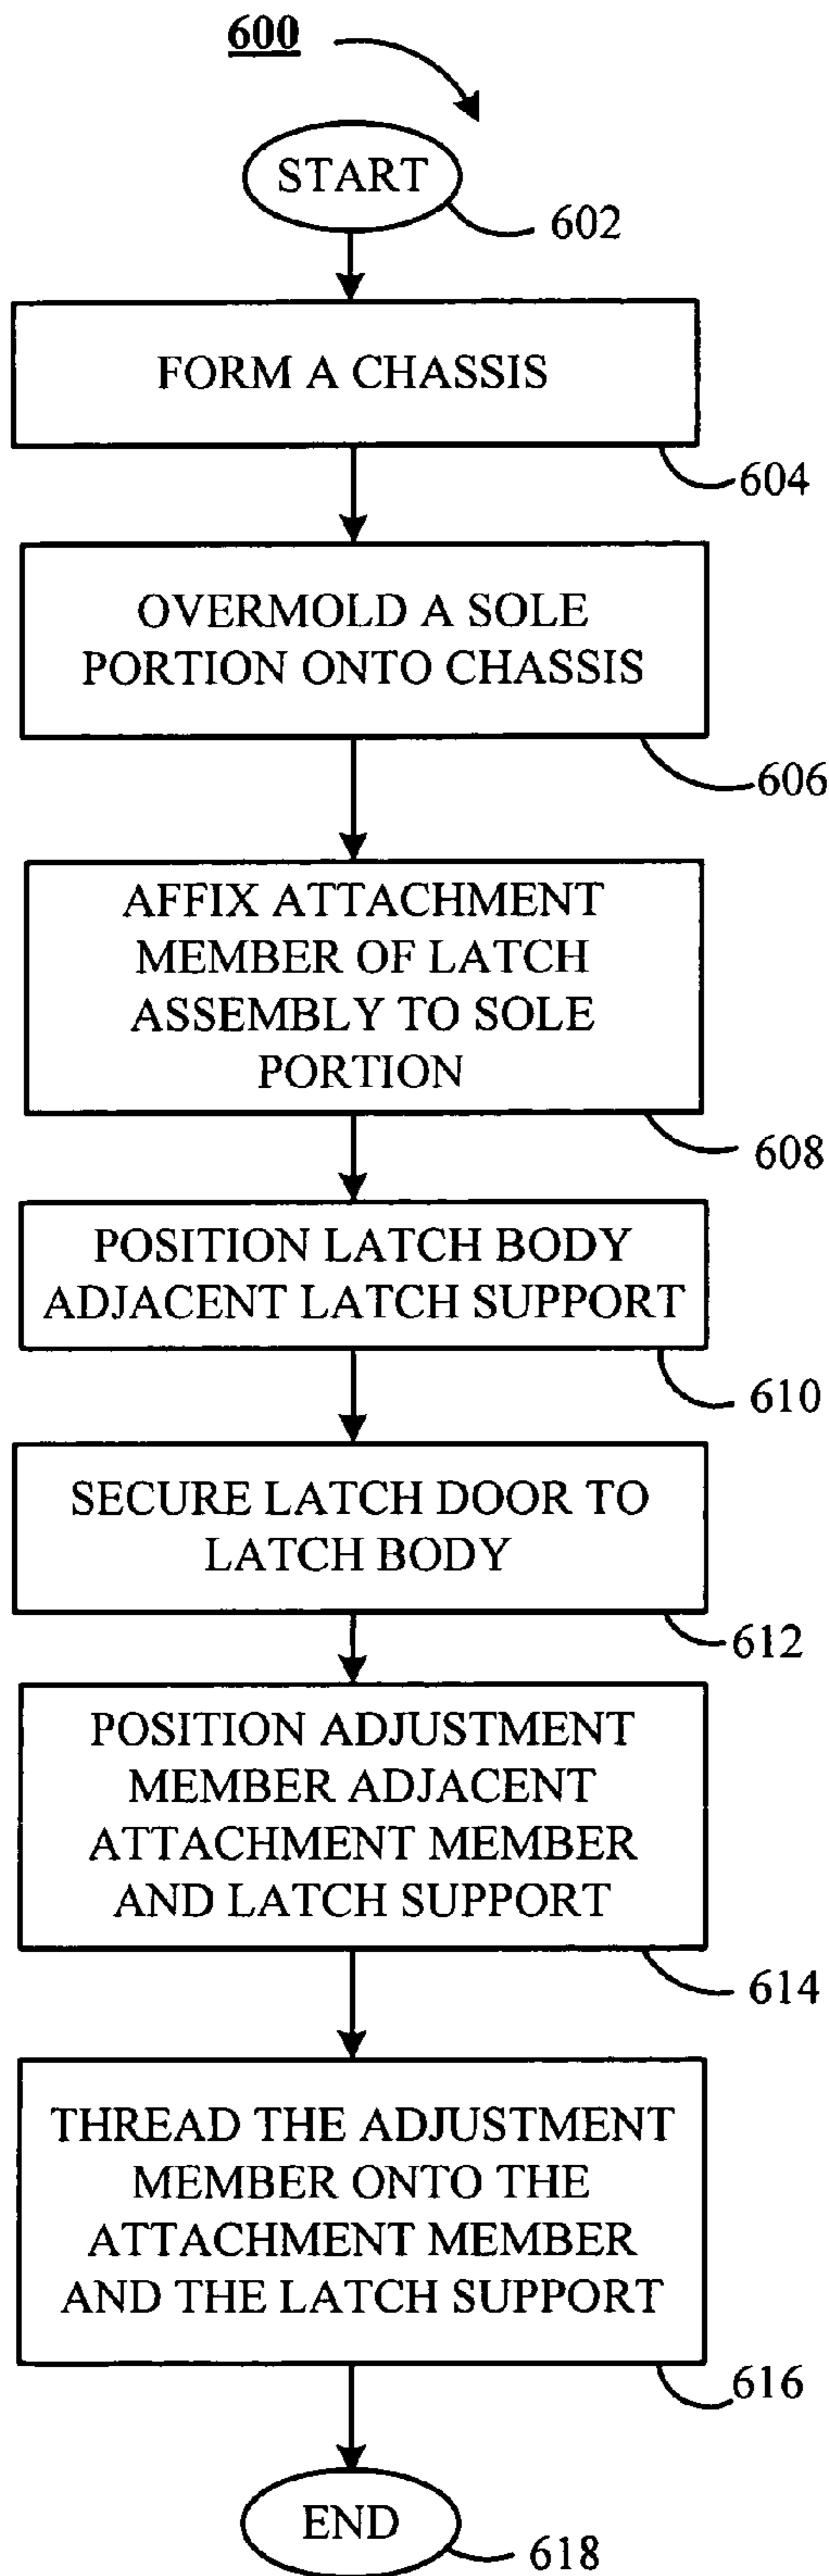 600
START
602
FORM A CHASSIS
604
OVERMOLD A SOLE
PORTION ONTO CHASSIS
606
AFFIX ATTACHMENT
MEMBER OF LATCH
ASSEMBLY TO SOLE
PORTION
608
POSITION LATCH BODY
ADJACENT LATCH SUPPORT
610
SECURE LATCH DOOR TO
LATCH BODY
612
POSITION ADJUSTMENT
MEMBER ADJACENT
ATTACHMENT MEMBER
AND LATCH SUPPORT
614
THREAD THE ADJUSTMENT
MEMBER ONTO THE
ATTACHMENT MEMBER
AND THE LATCH SUPPORT
616
END
618